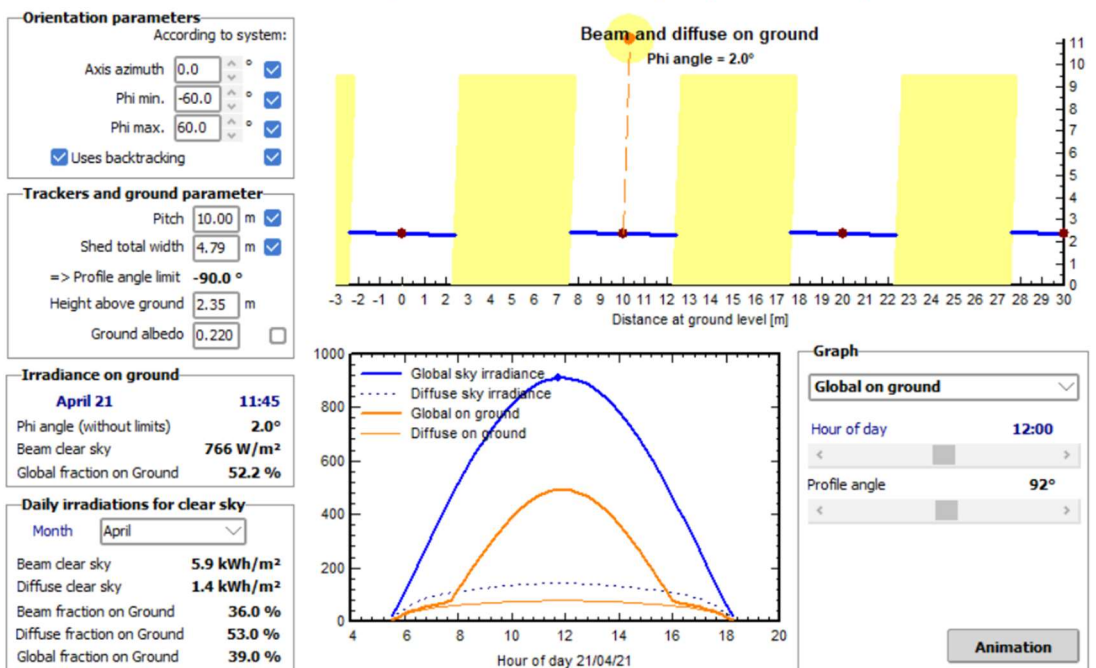 Orientation parameters
According to system:
Axis azimuth 0.0 °
Phi min. -60.0 °
Phi max. 60.0 °
Uses backtracking
Trackers and ground parameter
Pitch 10.00 m
Shed total width 4.79 m
=> Profile angle limit -90.0 °
Height above ground 2.35 m
Ground albedo 0.220
Irradiance on ground
April 21 11:45
Phi angle (without limits) 2.0°
Beam clear sky 766 W/m²
Global fraction on Ground 52.2 %
Daily irradiations for clear sky
Month April
Beam clear sky 5.9 kWh/m²
Diffuse clear sky 1.4 kWh/m²
Beam fraction on Ground 36.0 %
Diffuse fraction on Ground 53.0 %
Global fraction on Ground 39.0 %
Beam and diffuse on ground
Phi angle = 2.0°
11
10
9
8
7
6
5
4
3
2
1
0
-3 -2 -1 0 1 2 3 4 5 6 7 8 9 10 11 12 13 14 15 16 17 18 19 20 21 22 23 24 25 26 27 28 29 30
Distance at ground level [m]
1000
800
600
400
200
0
Global sky irradiance
Diffuse sky irradiance
Global on ground
Diffuse on ground
4 6 8 10 12 14 16 18 20
Hour of day 21/04/21
Graph
Global on ground
Hour of day 12:00
Profile angle 92°
Animation